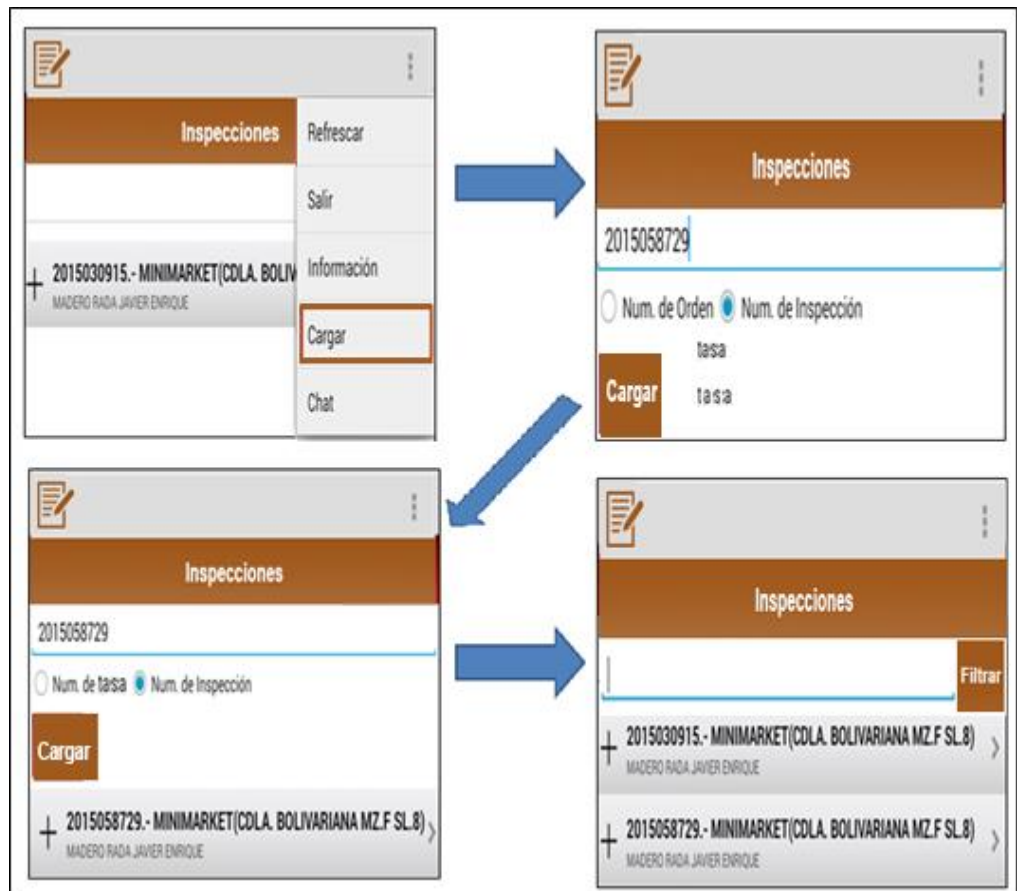 Inspecciones
Refrescar
Salir
Información
Cargar
Chat
2015030915.- MINIMARKET(CDLA. BOLIV
MADERO RADA JAVIER ENRIQUE
Inspecciones
2015058729
Num. de Orden Num. de Inspección
tasa
Cargar
tasa
Inspecciones
2015058729
Num. de tasa Num. de Inspección
Cargar
2015058729.- MINIMARKET(CDLA. BOLIVARIANA MZ.F SL.8)
MADERO RADA JAVIER ENRIQUE
Inspecciones
Filtrar
2015030915.- MINIMARKET(CDLA. BOLIVARIANA MZ.F SL.8)
MADERO RADA JAVIER ENRIQUE
2015058729.- MINIMARKET(CDLA. BOLIVARIANA MZ.F SL.8)
MADERO RADA JAVIER ENRIQUE